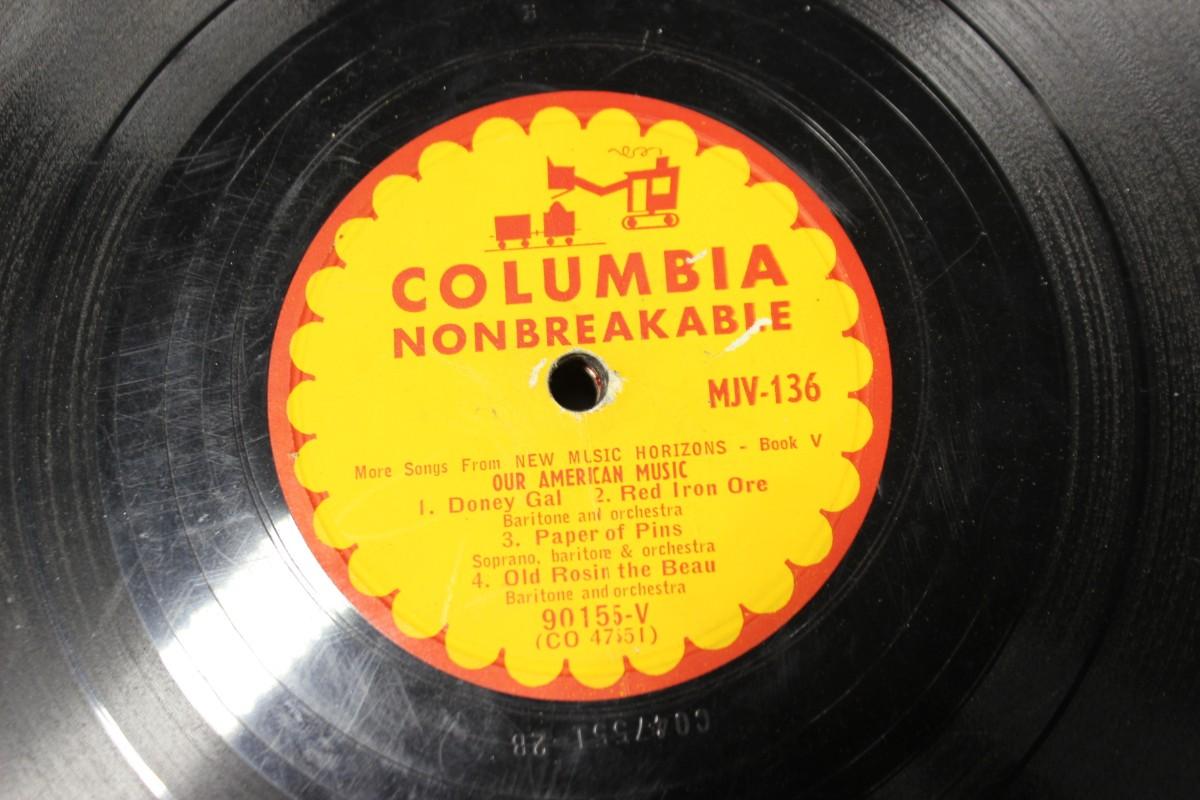 COLUMBIA
NONBREAKABLE
MJV-136
More Songs From NEW MUSIC HORIZONS - Book V
OUR AMERICAN MUSIC
1. Doney Gal 2. Red Iron Ore
Baritone and orchestra
3. Paper of Pins
Soprano, baritone & orchestra
4. Old Rosin the Beau
Baritone and orchestra
90155-V
(CO 47551)
CO47551-2B